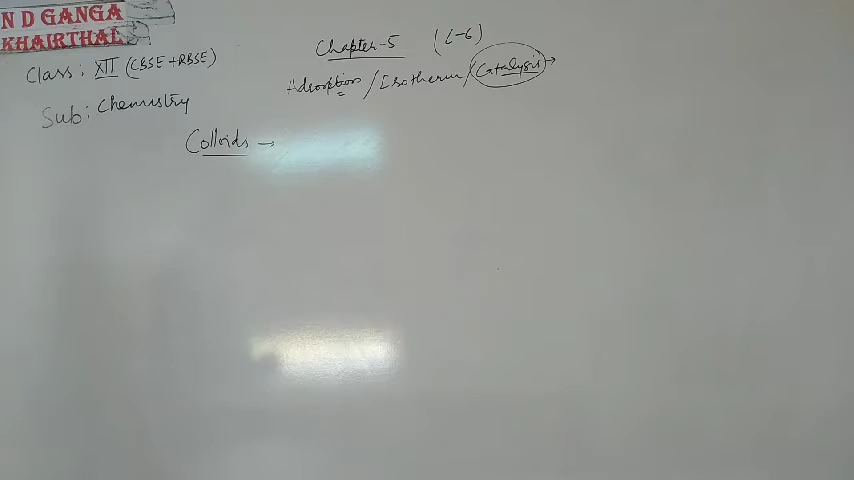 N D GANGA
KHAIRTHAL
Class: XII (CBSE+RBSE)
Sub: Chemistry
Chapter-5 (L-6)
Adsorption / Isotherm / Catalysis →
Colloids →